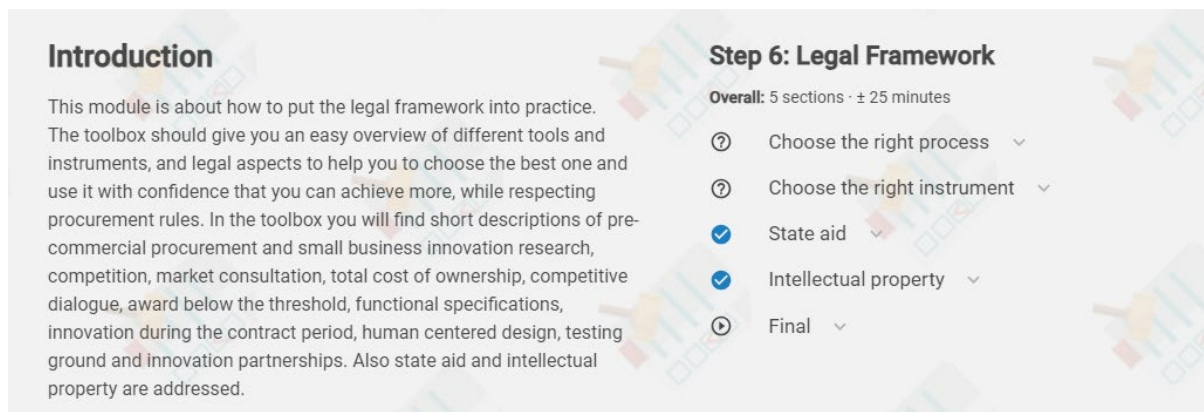 Introduction
This module is about how to put the legal framework into practice.
The toolbox should give you an easy overview of different tools and
instruments, and legal aspects to help you to choose the best one and
use it with confidence that you can achieve more, while respecting
procurement rules. In the toolbox you will find short descriptions of pre-
commercial procurement and small business innovation research,
competition, market consultation, total cost of ownership, competitive
dialogue, award below the threshold, functional specifications,
innovation during the contract period, human centered design, testing
ground and innovation partnerships. Also state aid and intellectual
property are addressed.
Step 6: Legal Framework
Overall: 5 sections · ± 25 minutes
Choose the right process
Choose the right instrument
State aid
Intellectual property
Final